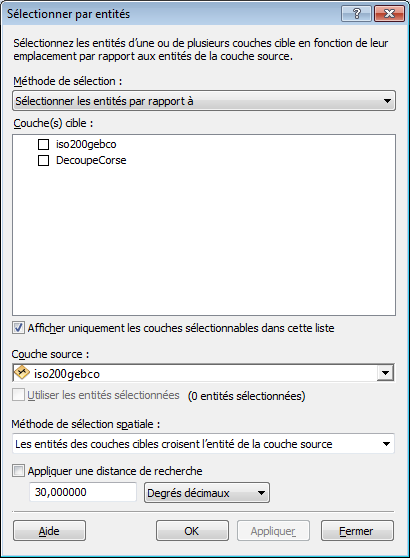 Sélectionner par entités
Sélectionnez les entités d'une ou de plusieurs couches cible en fonction de leur
emplacement par rapport aux entités de la couche source.
Méthode de sélection :
Sélectionner les entités par rapport à
Couche(s) cible :
iso200gebco
DecoupeCorse
Afficher uniquement les couches sélectionnables dans cette liste
Couche source :
iso200gebco
Utiliser les entités sélectionnées (0 entités sélectionnées)
Méthode de sélection spatiale :
Les entités des couches cibles croisent l'entité de la couche source
Appliquer une distance de recherche
30,000000 Degrés décimaux
Aide OK Appliquer Fermer